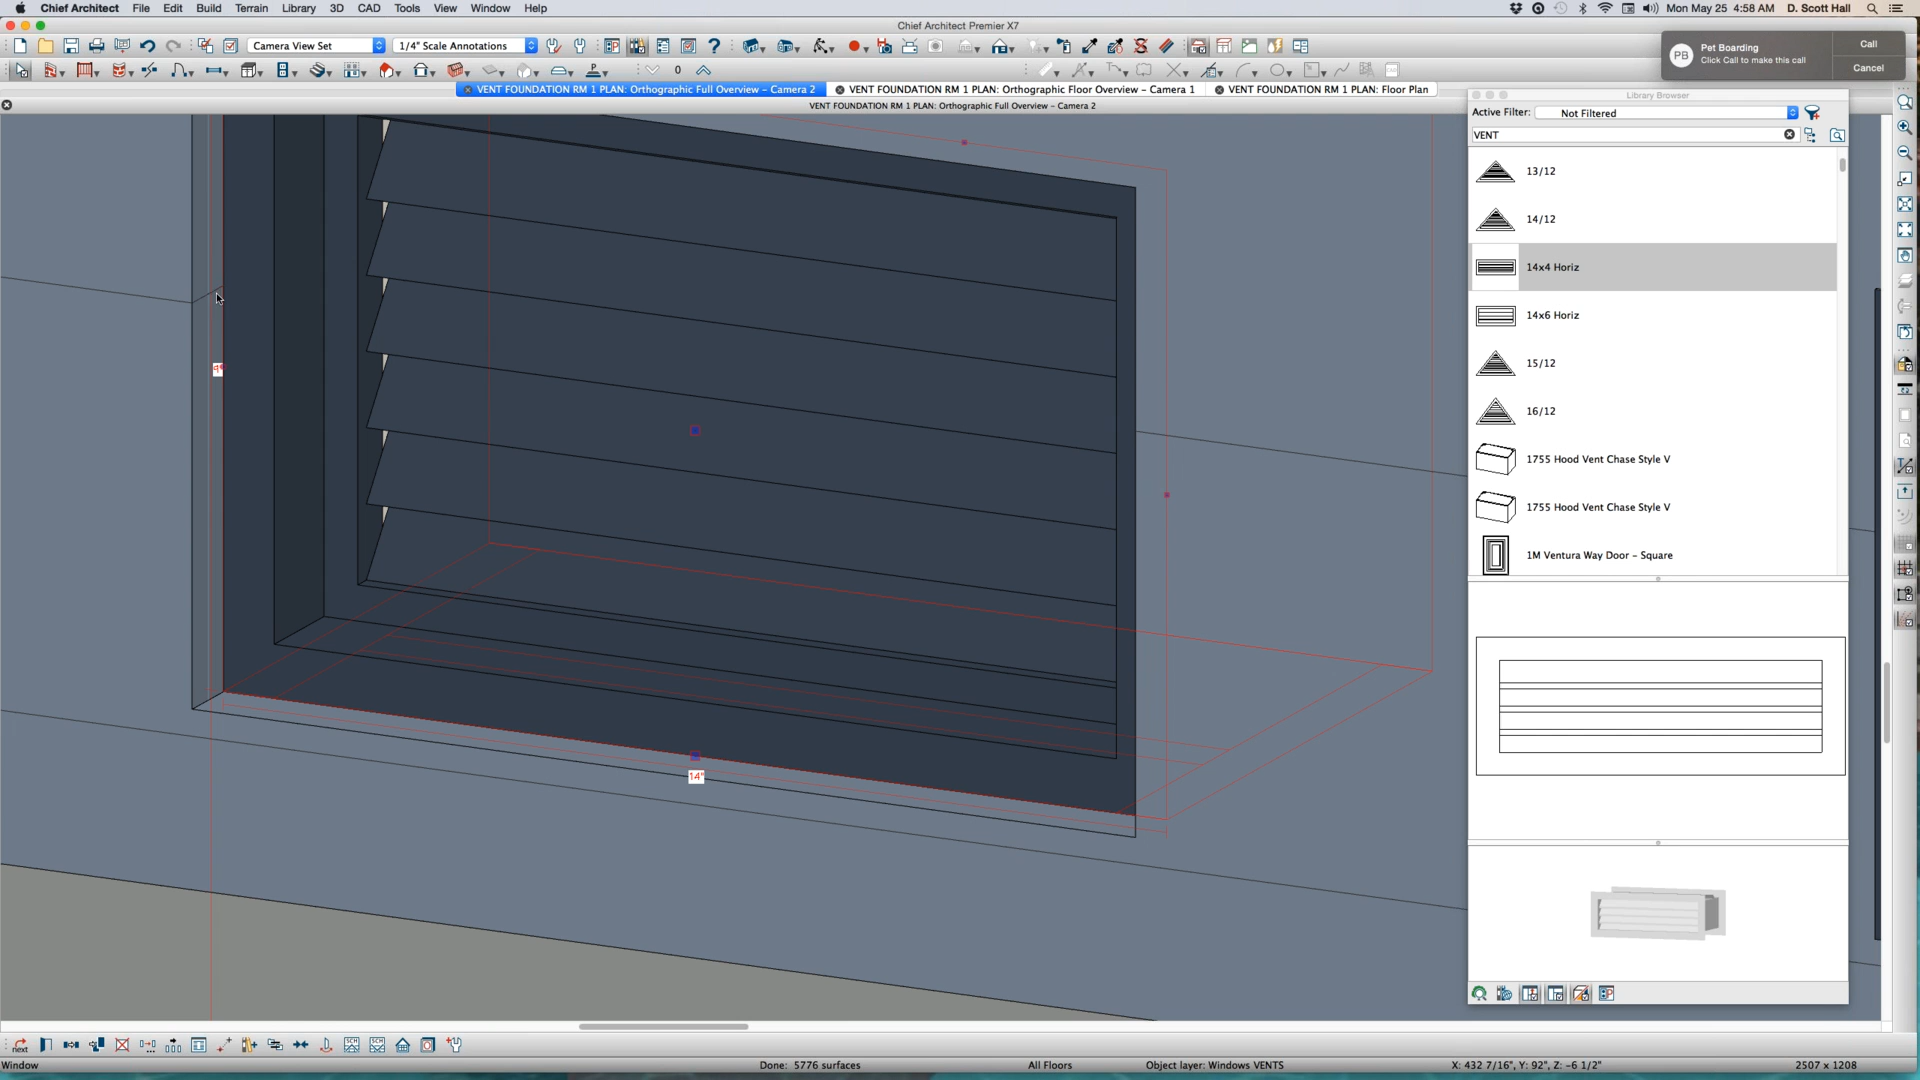 Chief Architect File Edit Build Terrain Library 3D CAD Tools View Window Help Mon May 25 4:58 AM D. Scott Hall
Chief Architect Premier X7
Camera View Set 1/4" Scale Annotations
PB Pet Boarding Call
Click Call to make this call Cancel
0
VENT FOUNDATION RM 1 PLAN: Orthographic Full Overview – Camera 2 VENT FOUNDATION RM 1 PLAN: Orthographic Floor Overview – Camera 1 VENT FOUNDATION RM 1 PLAN: Floor Plan
VENT FOUNDATION RM 1 PLAN: Orthographic Full Overview – Camera 2
Library Browser
Active Filter: Not Filtered
VENT
13/12
14/12
14x4 Horiz
14x6 Horiz
15/12
16/12
1755 Hood Vent Chase Style V
1755 Hood Vent Chase Style V
1M Ventura Way Door – Square
14"
next
Window Done: 5776 surfaces All Floors Object layer: Windows VENTS X: 432 7/16", Y: 92", Z: -6 1/2" 2507 x 1208